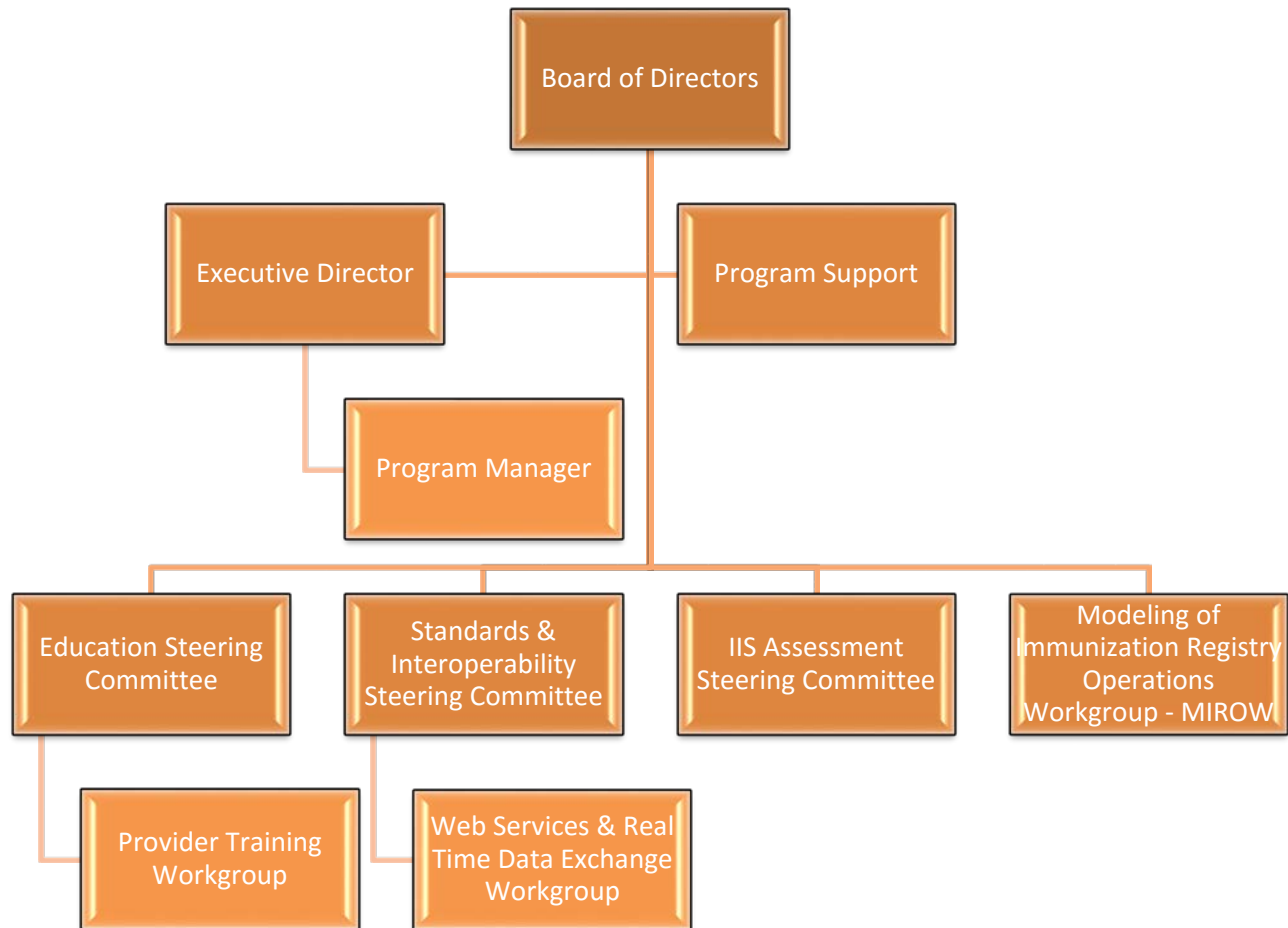 Board of Directors
Executive Director
Program Support
Program Manager
Education Steering
Committee
Standards &
Interoperability
Steering Committee
IIS Assessment
Steering Committee
Modeling of
Immunization Registry
Operations
Workgroup - MIROW
Provider Training
Workgroup
Web Services & Real
Time Data Exchange
Workgroup